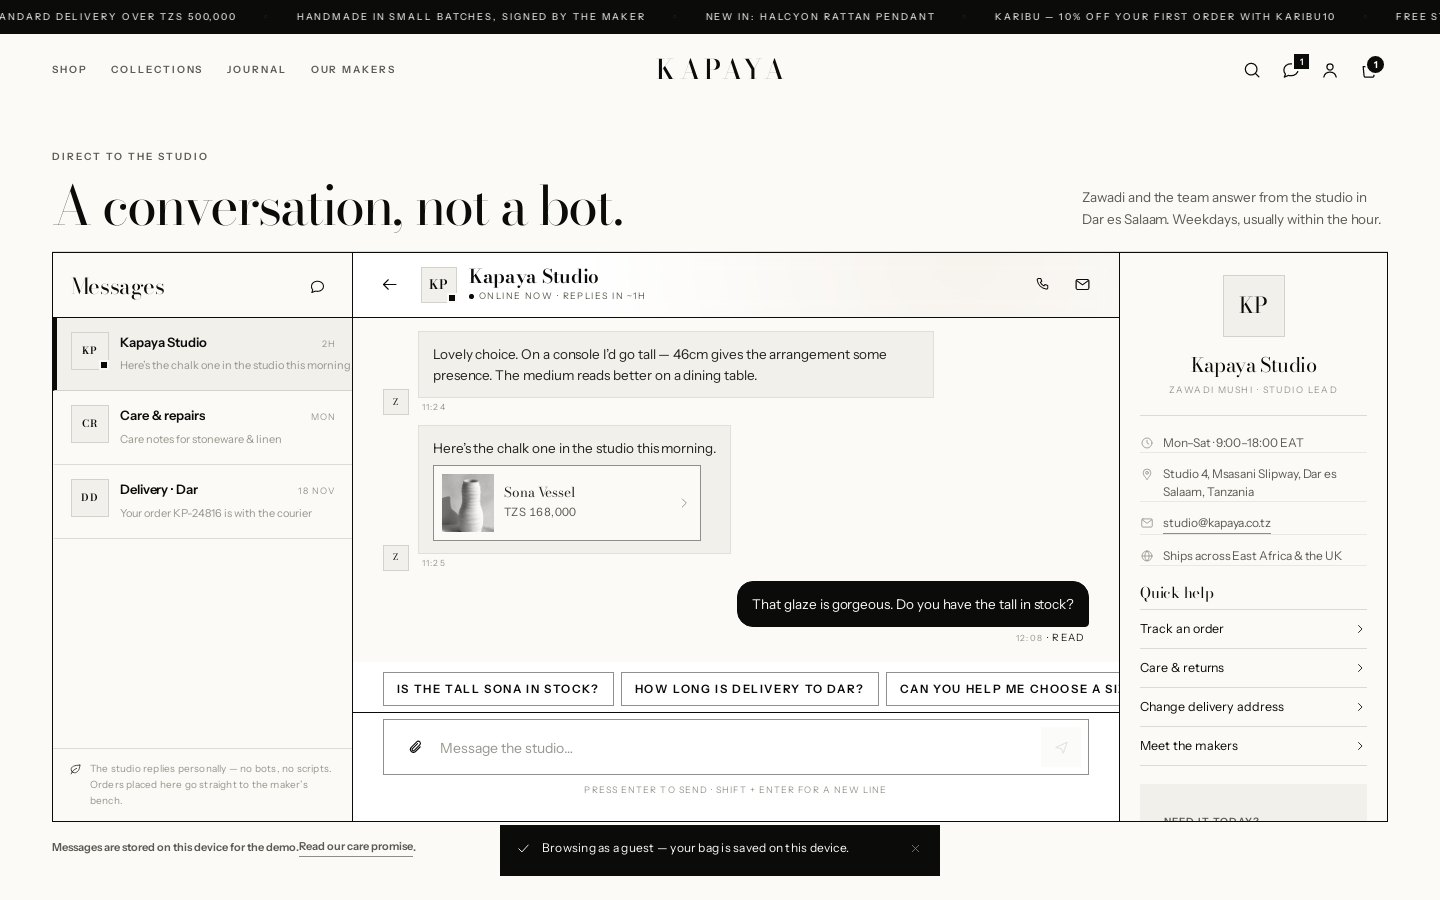 ANDARD DELIVERY OVER TZS 500,000 · HANDMADE IN SMALL BATCHES, SIGNED BY THE MAKER · NEW IN: HALCYON RATTAN PENDANT · KARIBU — 10% OFF YOUR FIRST ORDER WITH KARIBU10 · FREE S
SHOP COLLECTIONS JOURNAL OUR MAKERS
KAPAYA
1
1
DIRECT TO THE STUDIO
A conversation, not a bot.
Zawadi and the team answer from the studio in
Dar es Salaam. Weekdays, usually within the hour.
Messages
KP
Kapaya Studio
2H
Here's the chalk one in the studio this morning
CR
Care & repairs
MON
Care notes for stoneware & linen
DD
Delivery · Dar
18 NOV
Your order KP-24816 is with the courier
The studio replies personally — no bots, no scripts.
Orders placed here go straight to the maker's
bench.
KP
Kapaya Studio
ONLINE NOW · REPLIES IN ~1H
Lovely choice. On a console I'd go tall — 46cm gives the arrangement some
presence. The medium reads better on a dining table.
Z
11:24
Here's the chalk one in the studio this morning.
Sona Vessel
TZS 168,000
Z
11:25
That glaze is gorgeous. Do you have the tall in stock?
12:08 · READ
IS THE TALL SONA IN STOCK?
HOW LONG IS DELIVERY TO DAR?
CAN YOU HELP ME CHOOSE A SI
Message the studio...
PRESS ENTER TO SEND · SHIFT + ENTER FOR A NEW LINE
KP
Kapaya Studio
ZAWADI MUSHI · STUDIO LEAD
Mon–Sat · 9:00–18:00 EAT
Studio 4, Msasani Slipway, Dar es
Salaam, Tanzania
studio@kapaya.co.tz
Ships across East Africa & the UK
Quick help
Track an order
Care & returns
Change delivery address
Meet the makers
NEED IT TODAY?
Messages are stored on this device for the demo. Read our care promise.
Browsing as a guest — your bag is saved on this device.